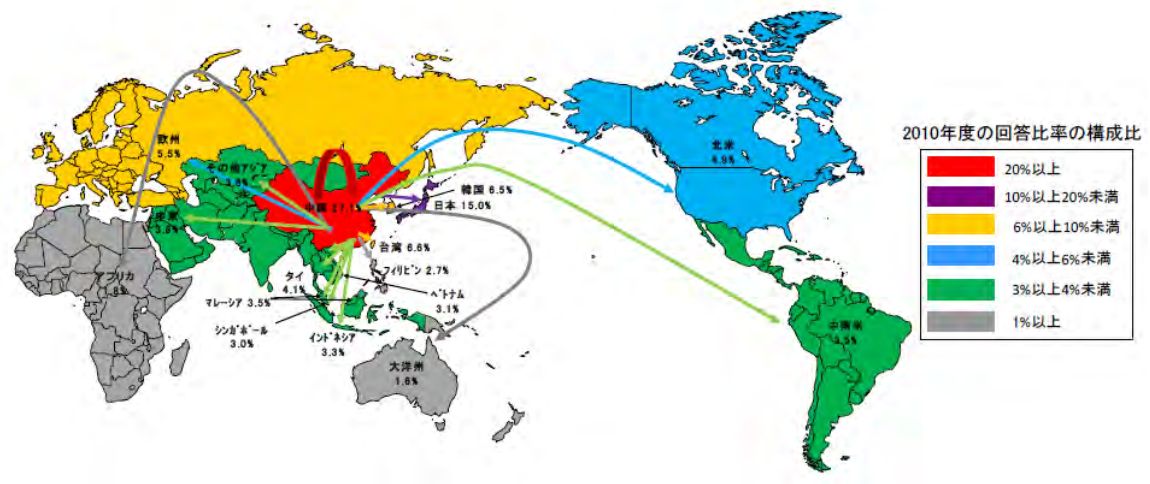 2010年度の回答比率の構成比
20%以上
10%以上20%未満
6%以上10%未満
4%以上6%未満
3%以上4%未満
1%以上
欧州
5.5%
その他アジア
3.8%
中東
3.8%
アフリカ
中国 27.1%
韓国 6.5%
日本 15.0%
台湾 6.6%
フィリピン 2.7%
ベトナム
3.1%
タイ
4.1%
マレーシア 3.5%
シンガポール
3.0%
インドネシア
3.3%
大洋州
1.6%
北米
4.9%
中南米
3.5%